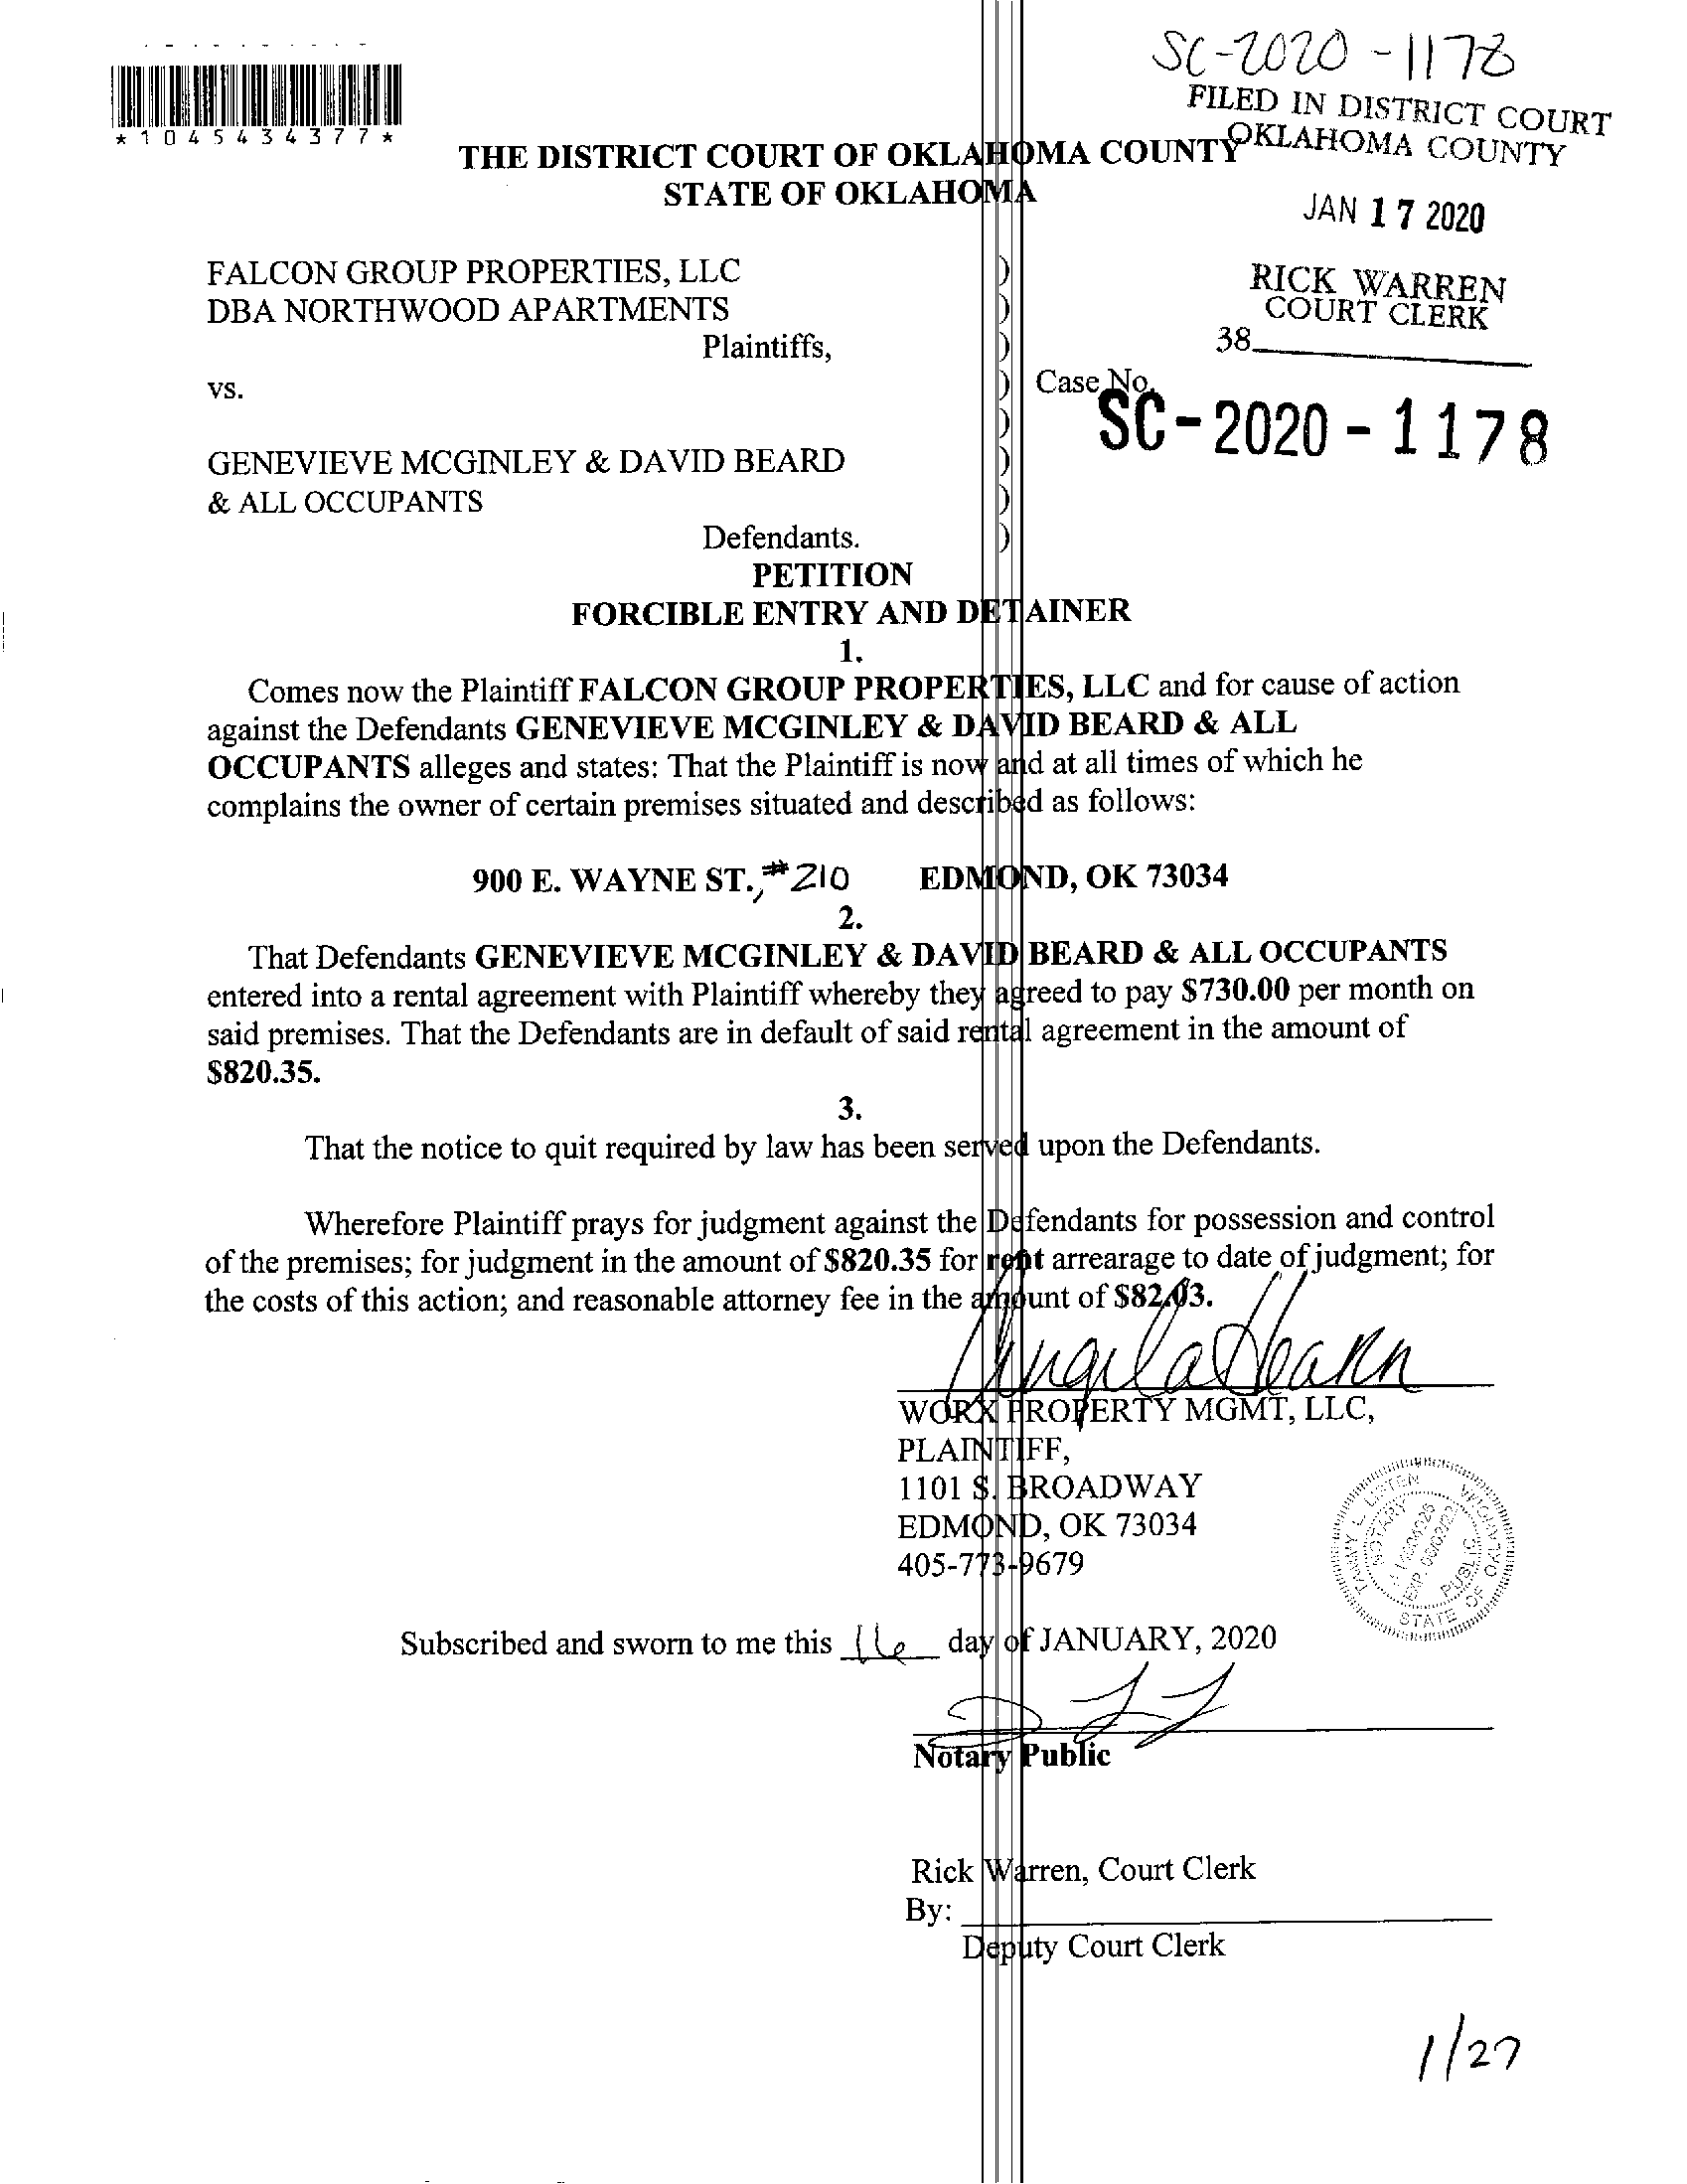 SC-2020-1178
FILED IN DISTRICT COURT
OKLAHOMA COUNTY
*1045434377*
THE DISTRICT COURT OF OKLAHOMA COUNTY
STATE OF OKLAHOMA
JAN 17 2020
FALCON GROUP PROPERTIES, LLC )
DBA NORTHWOOD APARTMENTS )
Plaintiffs, )
RICK WARREN
COURT CLERK
38
vs. ) Case No.
SC-2020-1178
)
GENEVIEVE MCGINLEY & DAVID BEARD )
& ALL OCCUPANTS )
Defendants. )
PETITION
FORCIBLE ENTRY AND DETAINER
1.
Comes now the Plaintiff FALCON GROUP PROPERTIES, LLC and for cause of action
against the Defendants GENEVIEVE MCGINLEY & DAVID BEARD & ALL
OCCUPANTS alleges and states: That the Plaintiff is now and at all times of which he
complains the owner of certain premises situated and described as follows:
900 E. WAYNE ST., #210 EDMOND, OK 73034
2.
That Defendants GENEVIEVE MCGINLEY & DAVID BEARD & ALL OCCUPANTS
entered into a rental agreement with Plaintiff whereby they agreed to pay $730.00 per month on
said premises. That the Defendants are in default of said rental agreement in the amount of
$820.35.
3.
That the notice to quit required by law has been served upon the Defendants.
Wherefore Plaintiff prays for judgment against the Defendants for possession and control
of the premises; for judgment in the amount of $820.35 for rent arrearage to date of judgment; for
the costs of this action; and reasonable attorney fee in the amount of $82.03.
Angela Hearn
WORX PROPERTY MGMT, LLC,
PLAINTIFF,
1101 S. BROADWAY
EDMOND, OK 73034
405-773-9679
NOTARY
PUBLIC
STATE OF OKLAHOMA
Subscribed and sworn to me this 16 day of JANUARY, 2020
Notary Public
Rick Warren, Court Clerk
By:
Deputy Court Clerk
1/27